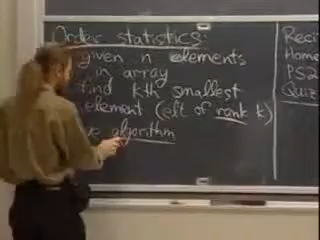 Order statistics:
given n elements
in array
find kth smallest
element (elt of rank k)
algorithm
Reci
Home
PS2
Quiz